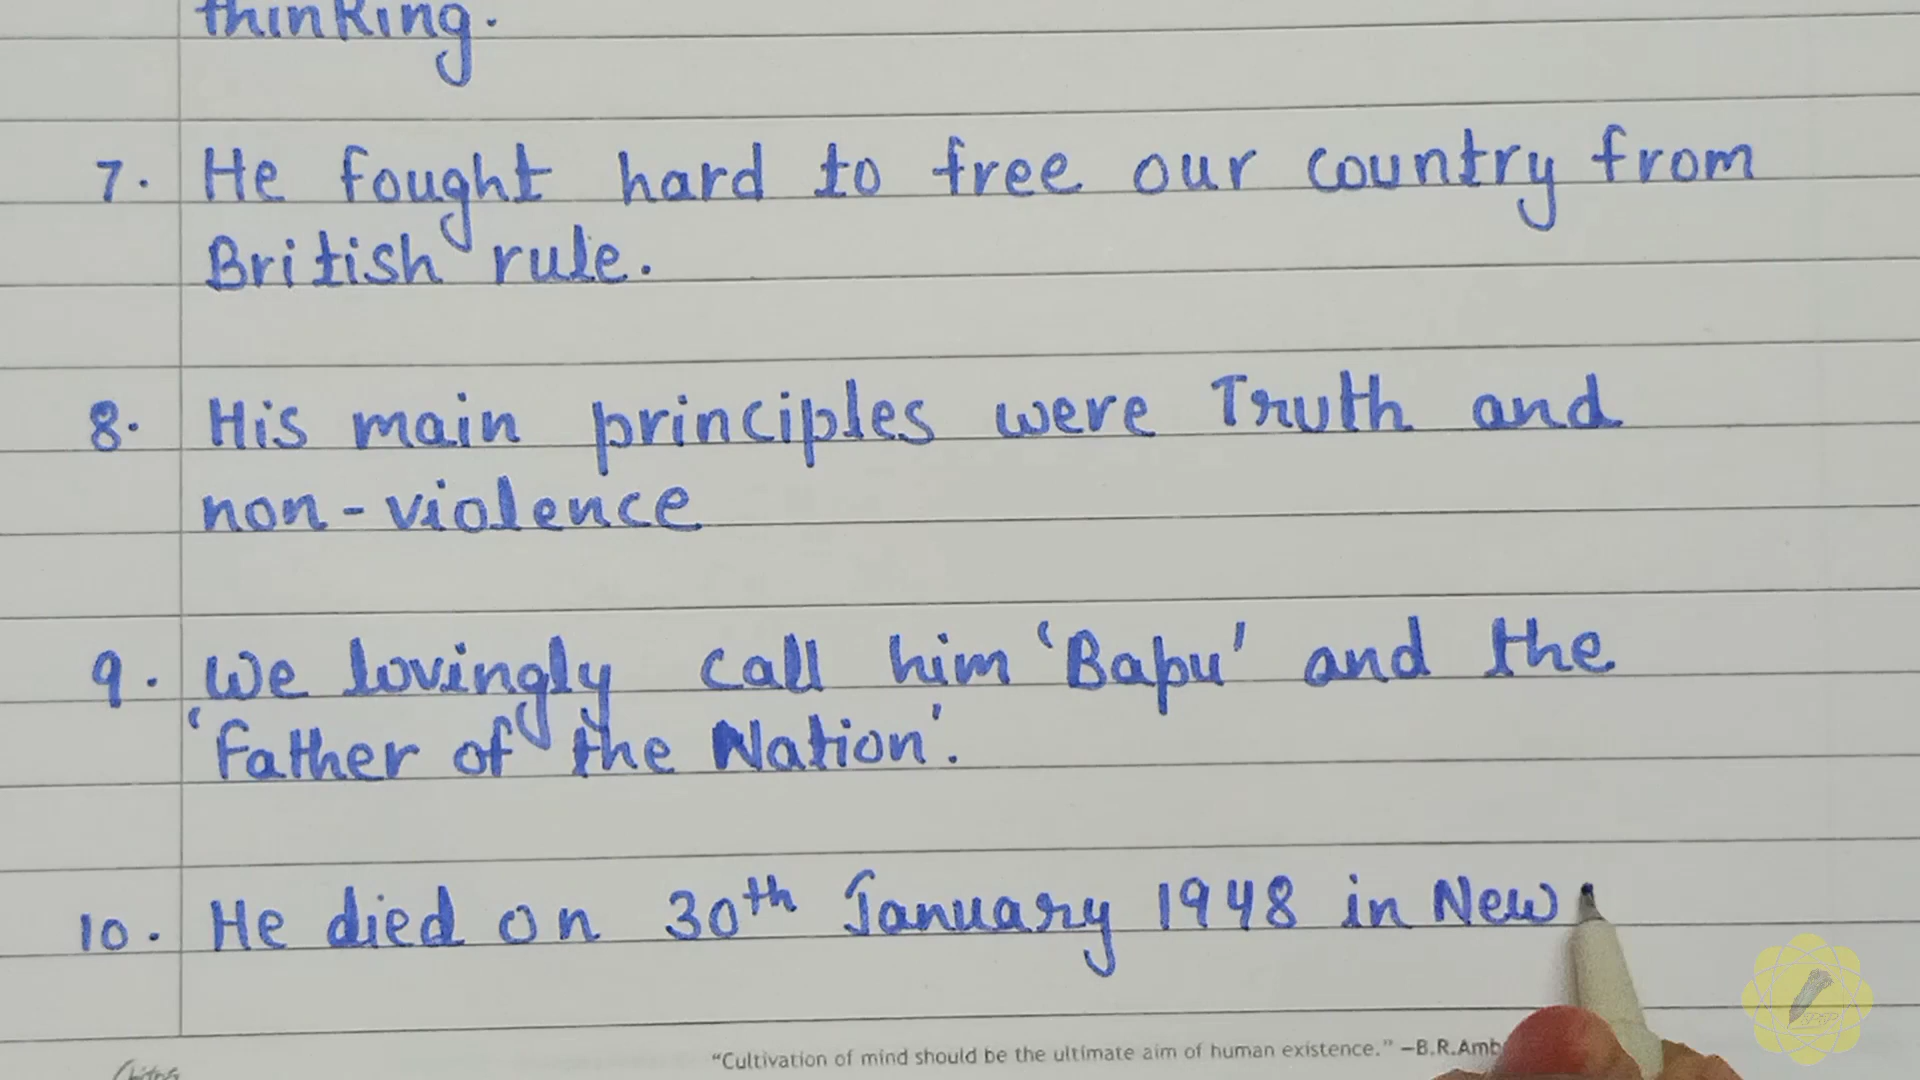 thinking.
7. He fought hard to free our country from
British rule.
8. His main principles were Truth and
non-violence
9. We lovingly call him 'Bapu' and the
'Father of the Nation'.
10. He died on 30th January 1948 in New
"Cultivation of mind should be the ultimate aim of human existence." —B.R.Amb